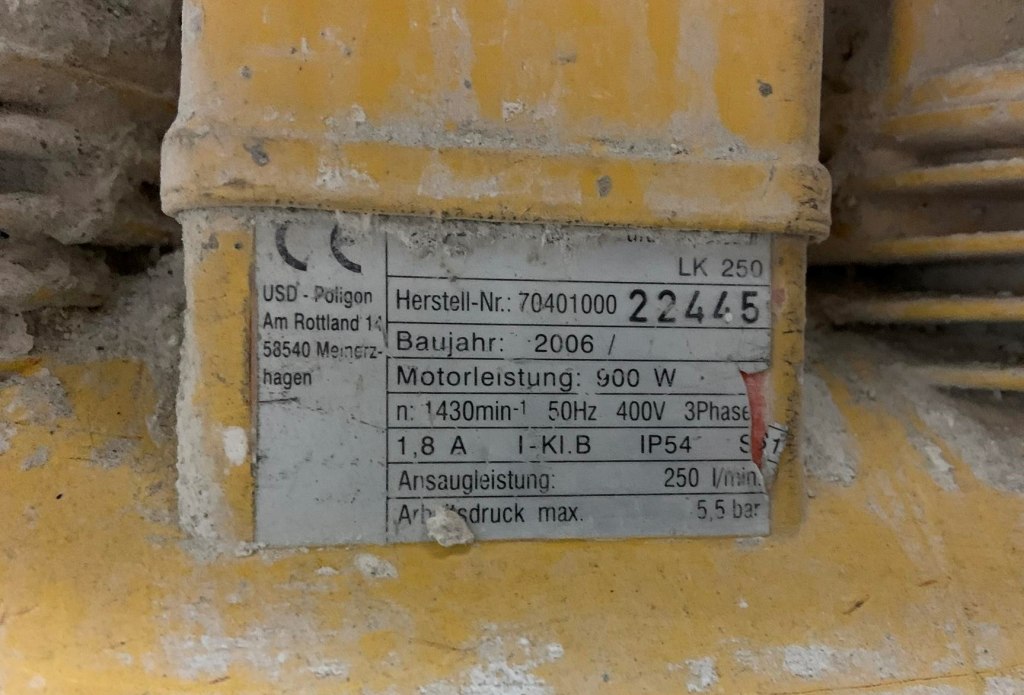 CE
USD - Poligon
Am Rottland 14
58540 Meinerz-
hagen
LK 250
Herstell-Nr.: 70401000 22445
Baujahr: 2006 /
Motorleistung: 900 W
n: 1430min-1 50Hz 400V 3Phase
1,8 A I-Kl.B IP54
Ansaugleistung: 250 l/min.
Arbeitsdruck max. 5,5 bar